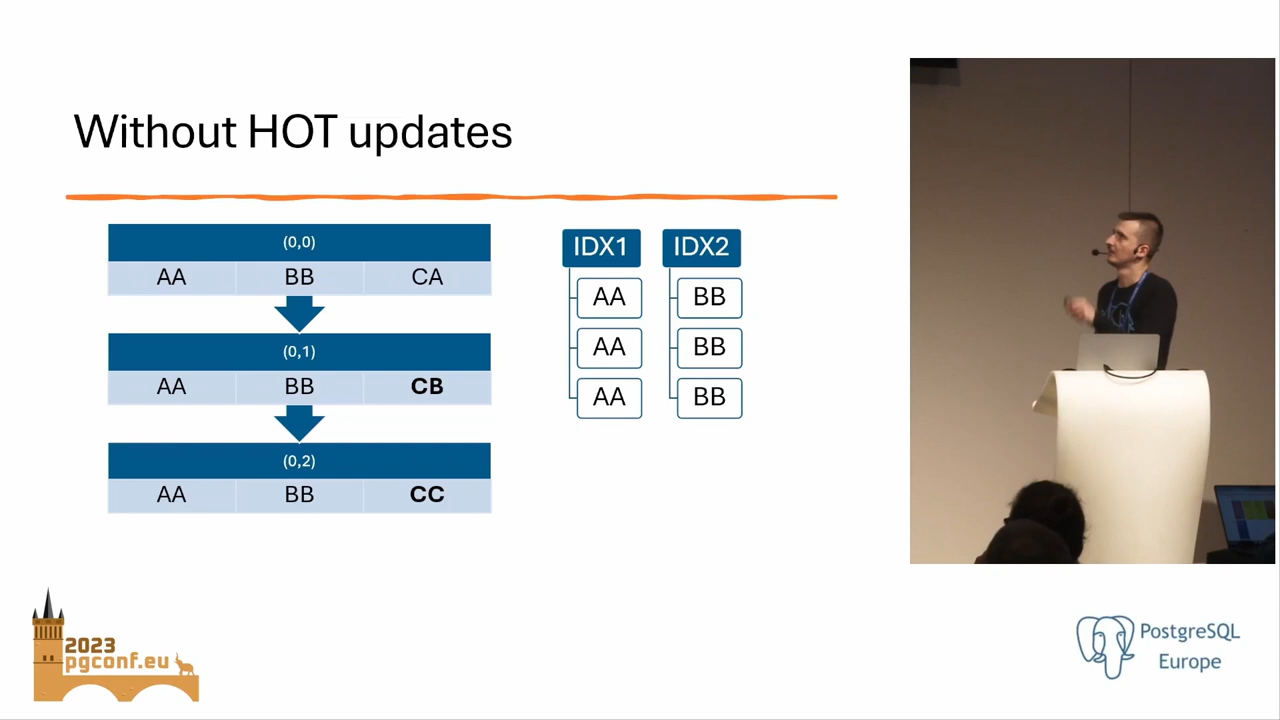 Without HOT updates
(0,0)
AA BB CA
(0,1)
AA BB CB
(0,2)
AA BB CC
IDX1 IDX2
AA BB
AA BB
AA BB
2023
pgconf.eu
PostgreSQL
Europe